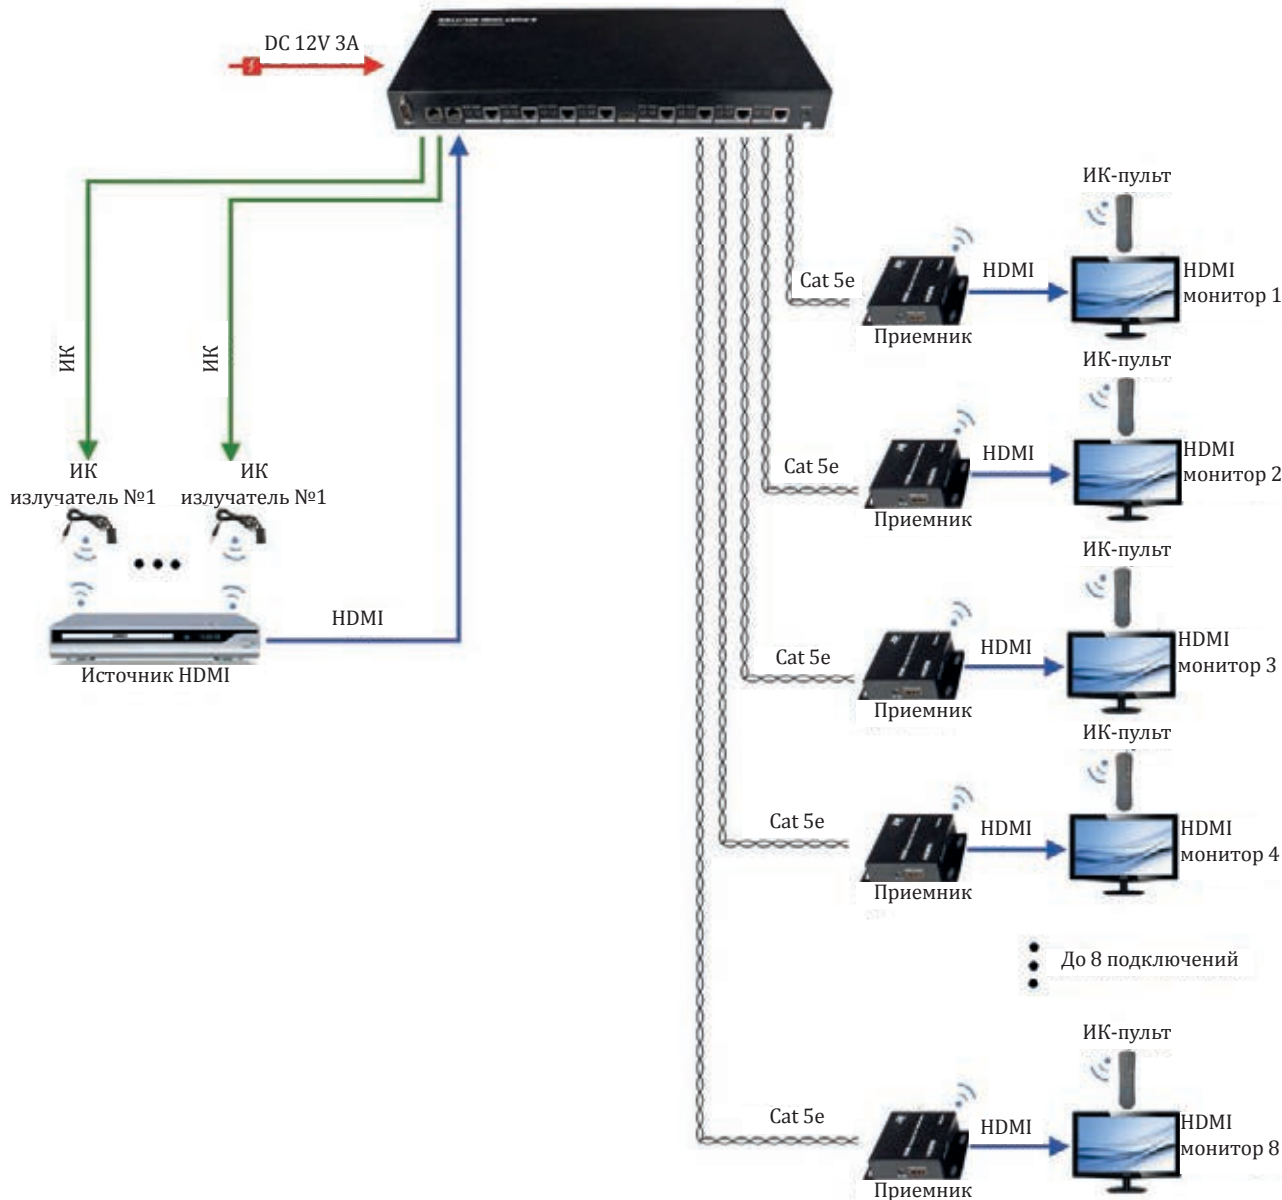 DC 12V 3A
ИК
ИК
ИК
излучатель №1
ИК
излучатель №1
HDMI
Источник HDMI
ИК-пульт
Cat 5e
HDMI
HDMI
монитор 1
Приемник
ИК-пульт
Cat 5e
HDMI
HDMI
монитор 2
Приемник
ИК-пульт
Cat 5e
HDMI
HDMI
монитор 3
Приемник
ИК-пульт
Cat 5e
HDMI
HDMI
монитор 4
Приемник
До 8 подключений
ИК-пульт
Cat 5e
HDMI
HDMI
монитор 8
Приемник